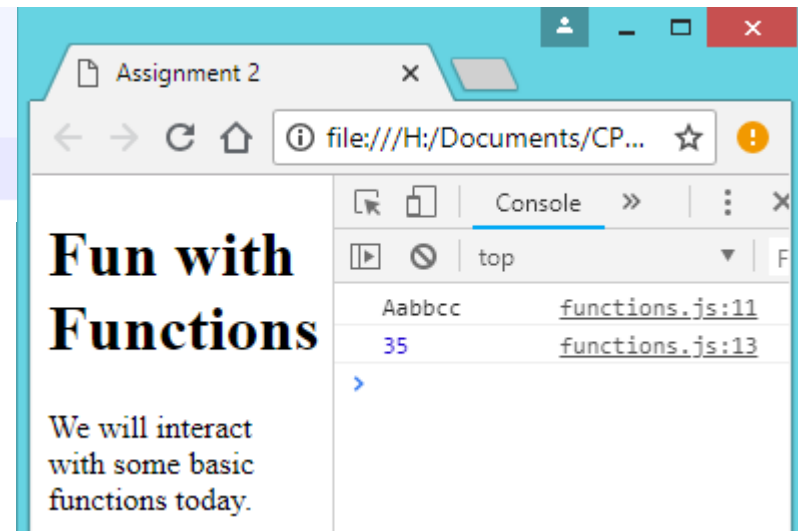 Assignment 2
file:///H:/Documents/CP...
Console
top
F
Fun with
Functions
We will interact
with some basic
functions today.
Aabbcc functions.js:11
35 functions.js:13